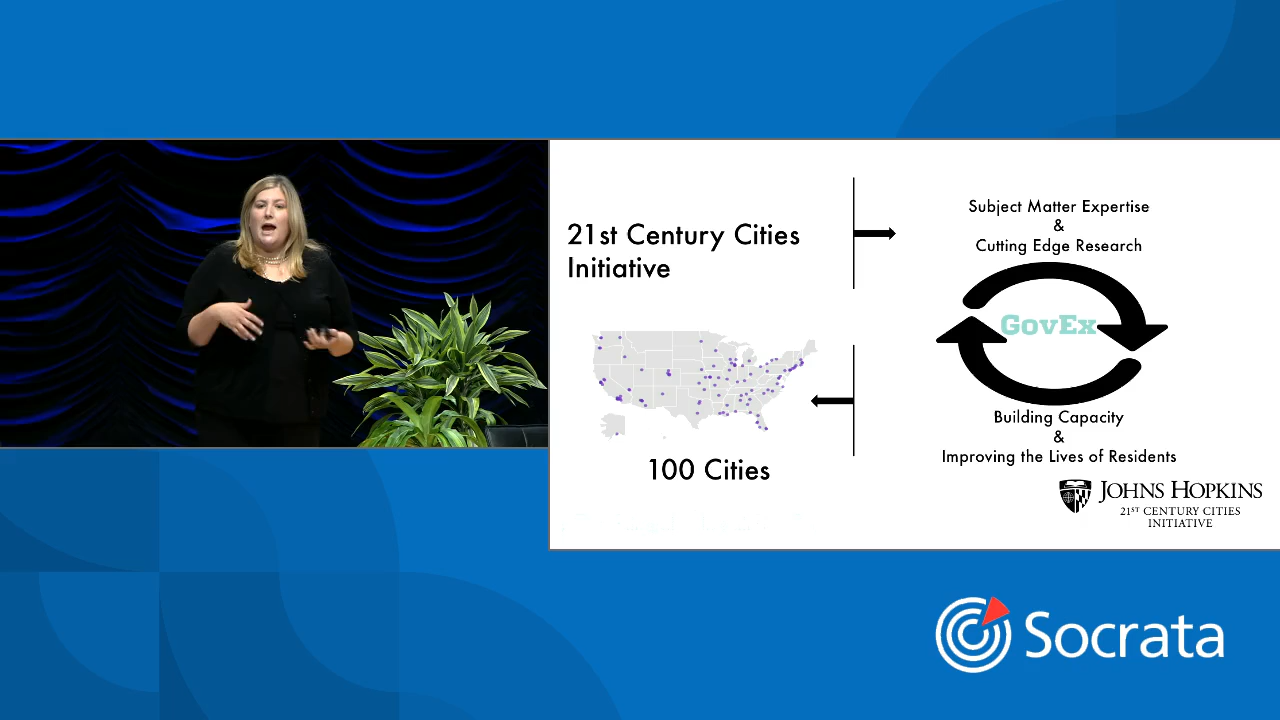 21st Century Cities
Initiative
100 Cities
Subject Matter Expertise
&
Cutting Edge Research
GovEx
Building Capacity
&
Improving the Lives of Residents
JOHNS HOPKINS
21ST CENTURY CITIES
INITIATIVE
Socrata